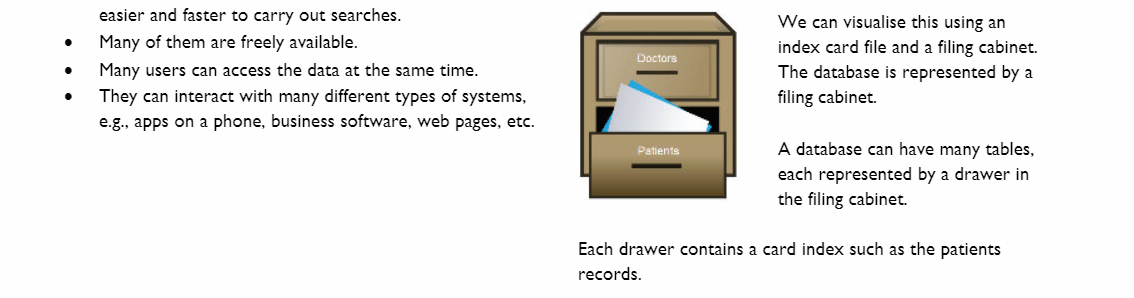 easier and faster to carry out searches.
• Many of them are freely available.
• Many users can access the data at the same time.
• They can interact with many different types of systems,
e.g., apps on a phone, business software, web pages, etc.
Doctors
Patients
We can visualise this using an
index card file and a filing cabinet.
The database is represented by a
filing cabinet.
A database can have many tables,
each represented by a drawer in
the filing cabinet.
Each drawer contains a card index such as the patients
records.